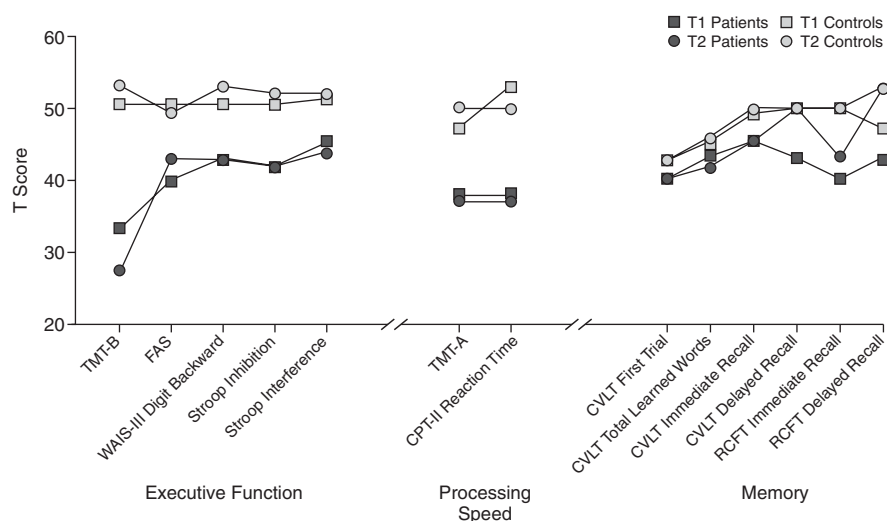 T1 Patients T1 Controls
T2 Patients T2 Controls
60
50
40
30
20
T Score
TMT-B
FAS
WAIS-III Digit Backward
Stroop Inhibition
Stroop Interference
TMT-A
CPT-II Reaction Time
CVLT First Trial
CVLT Total Learned Words
CVLT Immediate Recall
CVLT Delayed Recall
RCFT Immediate Recall
RCFT Delayed Recall
Executive Function
Processing
Speed
Memory